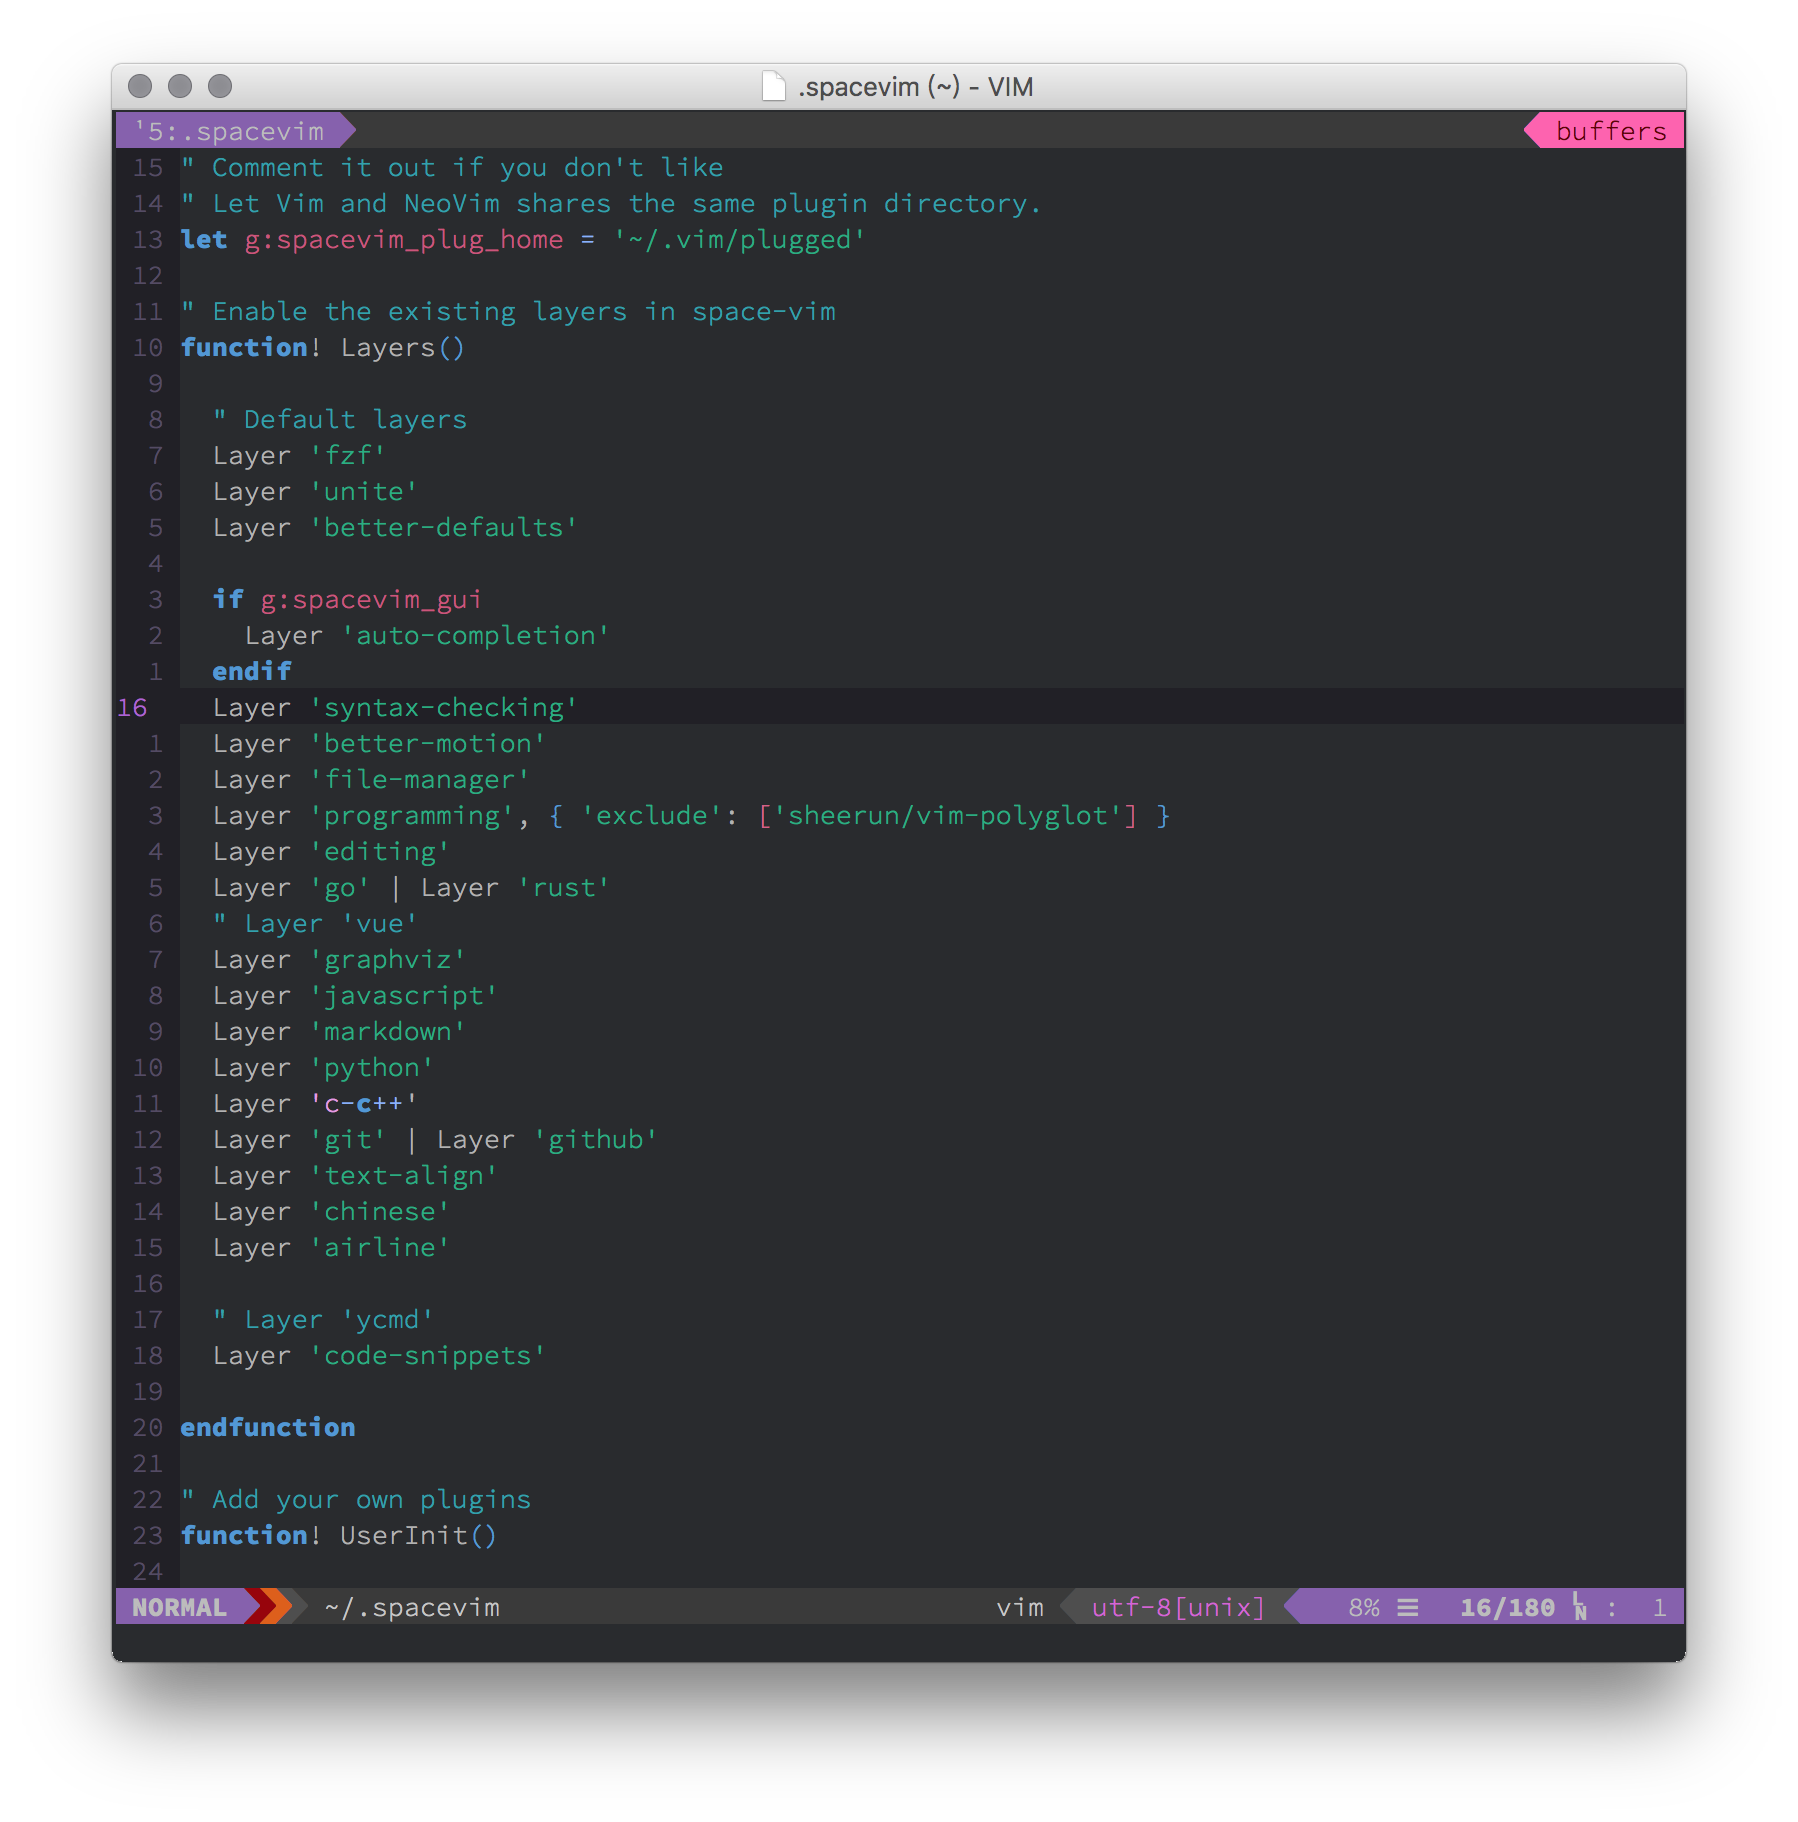 .spacevim (~) - VIM
¹5:.spacevim buffers
15 " Comment it out if you don't like
14 " Let Vim and NeoVim shares the same plugin directory.
13 let g:spacevim_plug_home = '~/.vim/plugged'
12
11 " Enable the existing layers in space-vim
10 function! Layers()
9
8 " Default layers
7 Layer 'fzf'
6 Layer 'unite'
5 Layer 'better-defaults'
4
3 if g:spacevim_gui
2 Layer 'auto-completion'
1 endif
16 Layer 'syntax-checking'
1 Layer 'better-motion'
2 Layer 'file-manager'
3 Layer 'programming', { 'exclude': ['sheerun/vim-polyglot'] }
4 Layer 'editing'
5 Layer 'go' | Layer 'rust'
6 " Layer 'vue'
7 Layer 'graphviz'
8 Layer 'javascript'
9 Layer 'markdown'
10 Layer 'python'
11 Layer 'c-c++'
12 Layer 'git' | Layer 'github'
13 Layer 'text-align'
14 Layer 'chinese'
15 Layer 'airline'
16
17 " Layer 'ycmd'
18 Layer 'code-snippets'
19
20 endfunction
21
22 " Add your own plugins
23 function! UserInit()
24
NORMAL ~/.spacevim vim utf-8[unix] 8% ☰ 16/180 LN : 1